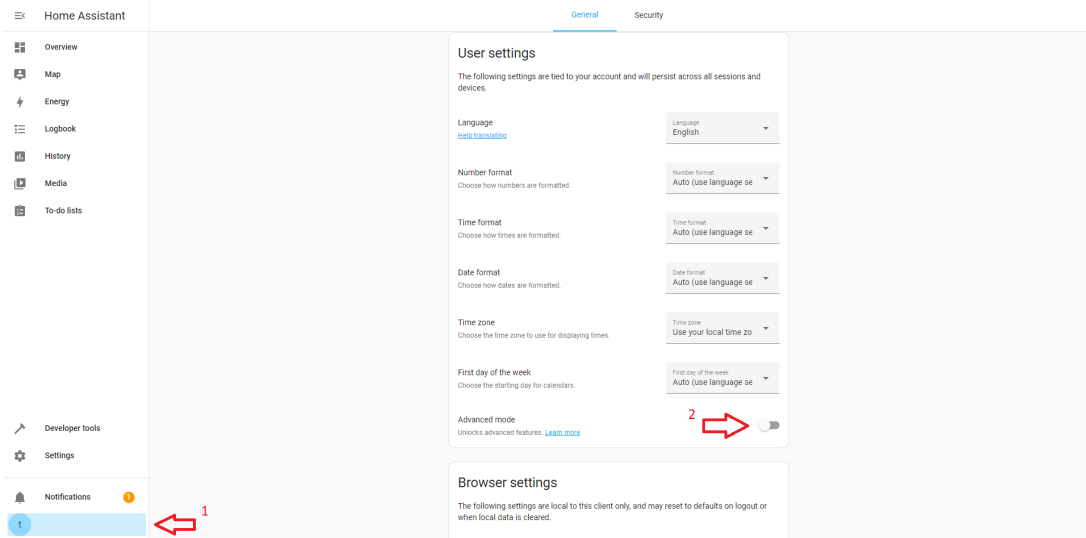 Home Assistant
Overview
Map
Energy
Logbook
History
Media
To-do lists
Developer tools
Settings
Notifications 1
t
1
General Security
User settings
The following settings are tied to your account and will persist across all sessions and
devices.
Language
Help translating
Language
English
Number format
Choose how numbers are formatted.
Number format
Auto (use language se
Time format
Choose how times are formatted.
Time format
Auto (use language se
Date format
Choose how dates are formatted.
Date format
Auto (use language se
Time zone
Choose the time zone to use for displaying times.
Time zone
Use your local time zo
First day of the week
Choose the starting day for calendars.
First day of the week
Auto (use language se
Advanced mode
Unlocks advanced features. Learn more
2
Browser settings
The following settings are local to this client only, and may reset to defaults on logout or
when local data is cleared.